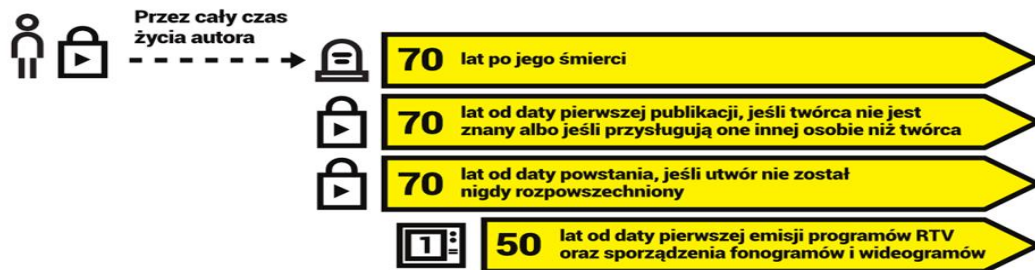 Przez cały czas
życia autora
70 lat po jego śmierci
70 lat od daty pierwszej publikacji, jeśli twórca nie jest
znany albo jeśli przysługują one innej osobie niż twórca
70 lat od daty powstania, jeśli utwór nie został
nigdy rozpowszechniony
1 50 lat od daty pierwszej emisji programów RTV
oraz sporządzenia fonogramów i wideogramów